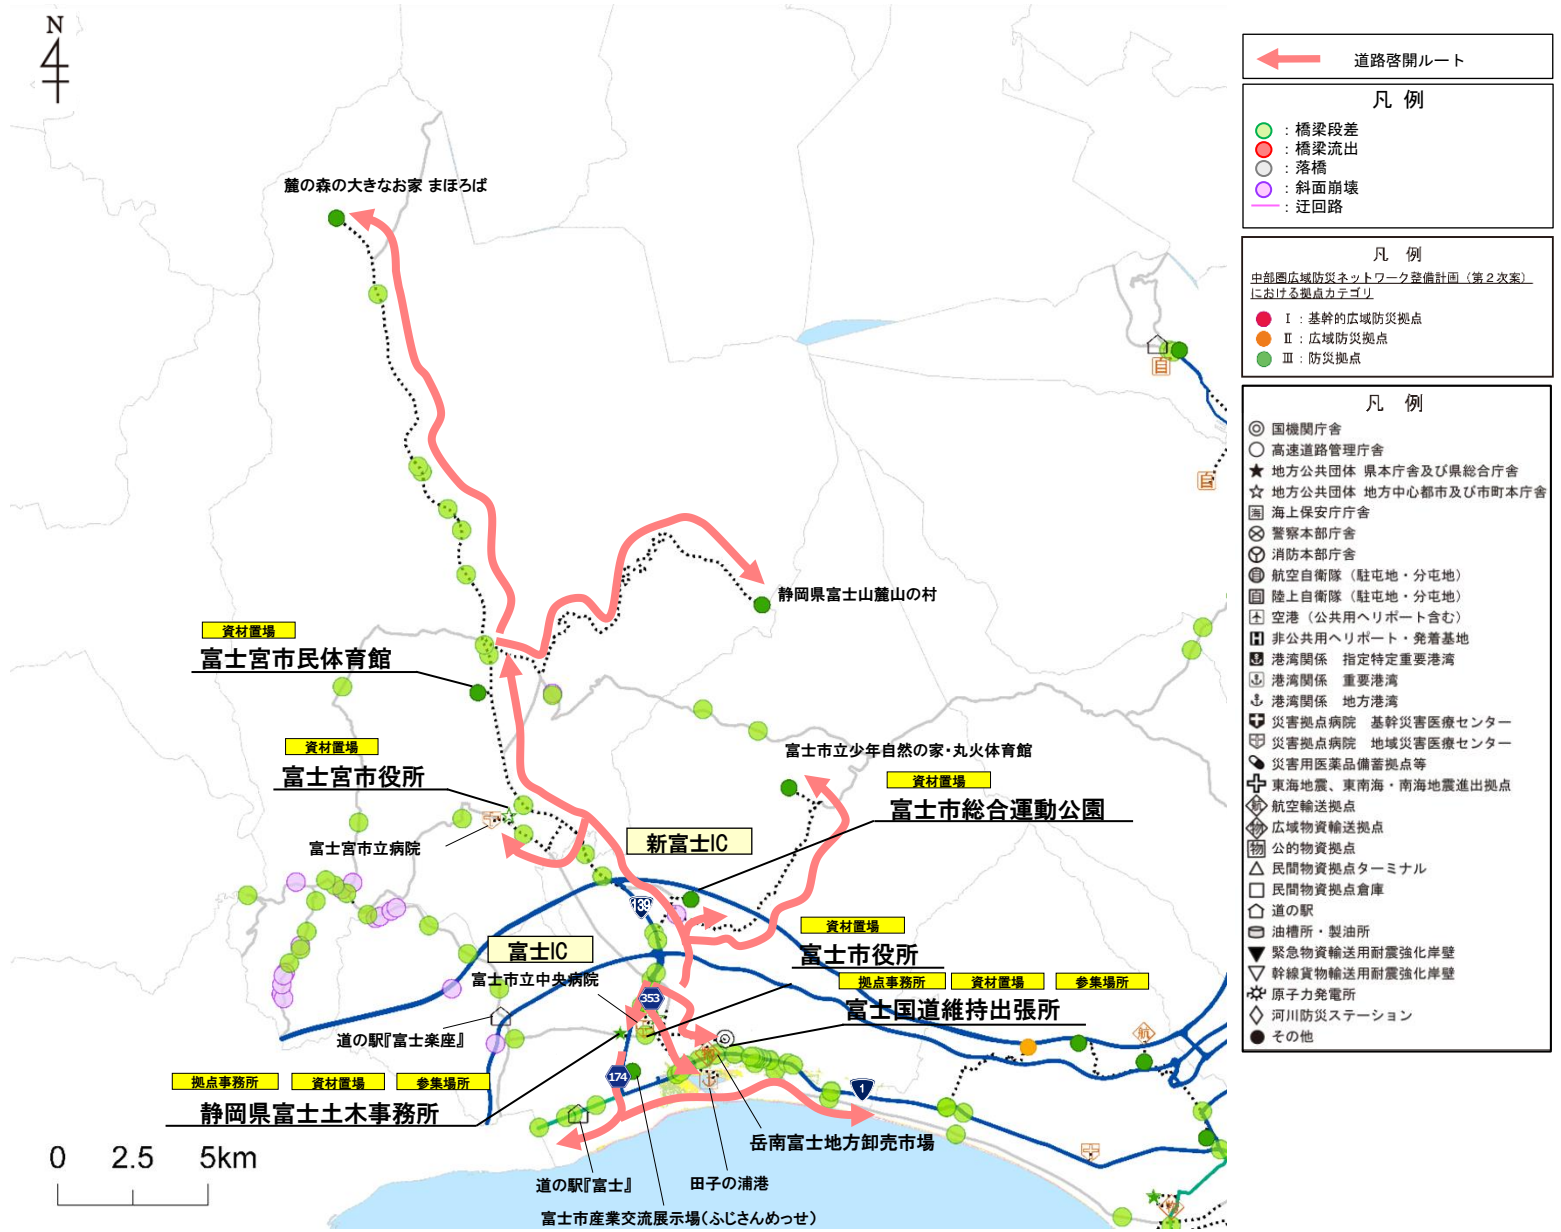 N
道路啓開ルート
凡 例
：橋梁段差
：橋梁流出
：落橋
：斜面崩壊
：迂回路
凡 例
中部圏広域防災ネットワーク整備計画（第２次案）
における拠点カテゴリ
Ⅰ：基幹的広域防災拠点
Ⅱ：広域防災拠点
Ⅲ：防災拠点
凡 例
国機関庁舎
高速道路管理庁舎
地方公共団体 県本庁舎及び県総合庁舎
地方公共団体 地方中心都市及び市町本庁舎
海上保安庁庁舎
警察本部庁舎
消防本部庁舎
航空自衛隊（駐屯地・分屯地）
陸上自衛隊（駐屯地・分屯地）
空港（公共用ヘリポート含む）
非公共用ヘリポート・発着基地
港湾関係 指定特定重要港湾
港湾関係 重要港湾
港湾関係 地方港湾
災害拠点病院 基幹災害医療センター
災害拠点病院 地域災害医療センター
災害用医薬品備蓄拠点等
東海地震、東南海・南海地震進出拠点
航空輸送拠点
広域物資輸送拠点
公的物資拠点
民間物資拠点ターミナル
民間物資拠点倉庫
道の駅
油槽所・製油所
緊急物資輸送用耐震強化岸壁
幹線貨物輸送用耐震強化岸壁
原子力発電所
河川防災ステーション
その他
麓の森の大きなお家 まほろば
静岡県富士山麓山の村
資材置場
富士宮市民体育館
資材置場
富士宮市役所
富士宮市立病院
富士市立少年自然の家・丸火体育館
資材置場
富士市総合運動公園
新富士IC
139
資材置場
富士市役所
富士IC
富士市立中央病院
拠点事務所 資材置場 参集場所
富士国道維持出張所
353
道の駅『富士楽座』
拠点事務所 資材置場 参集場所
静岡県富士土木事務所
174
1
岳南富士地方卸売市場
田子の浦港
道の駅『富士』
富士市産業交流展示場（ふじさんめっせ）
0 2.5 5km